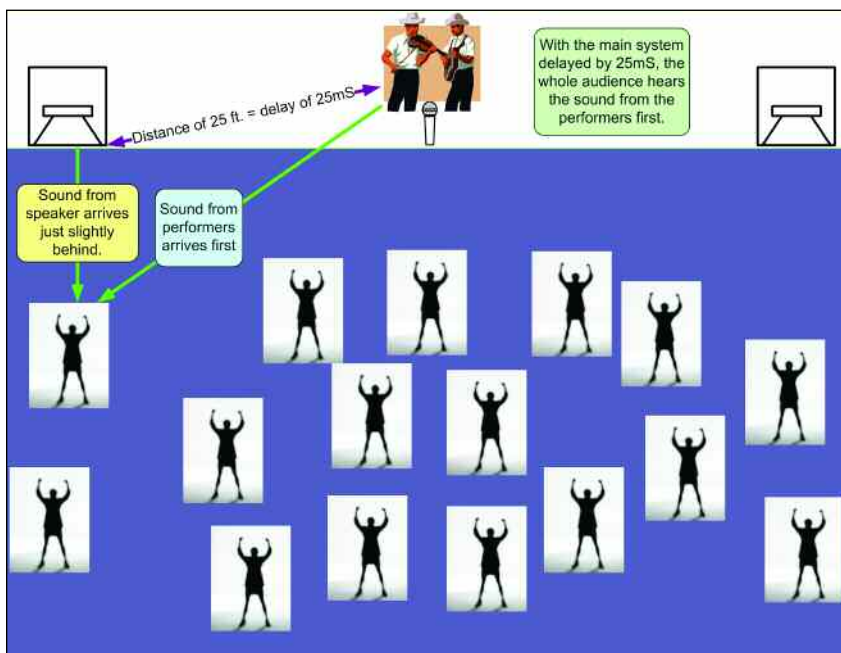 With the main system
delayed by 25mS, the
whole audience hears
the sound from the
performers first.
Distance of 25 ft. = delay of 25mS
Sound from
speaker arrives
just slightly
behind.
Sound from
performers
arrives first